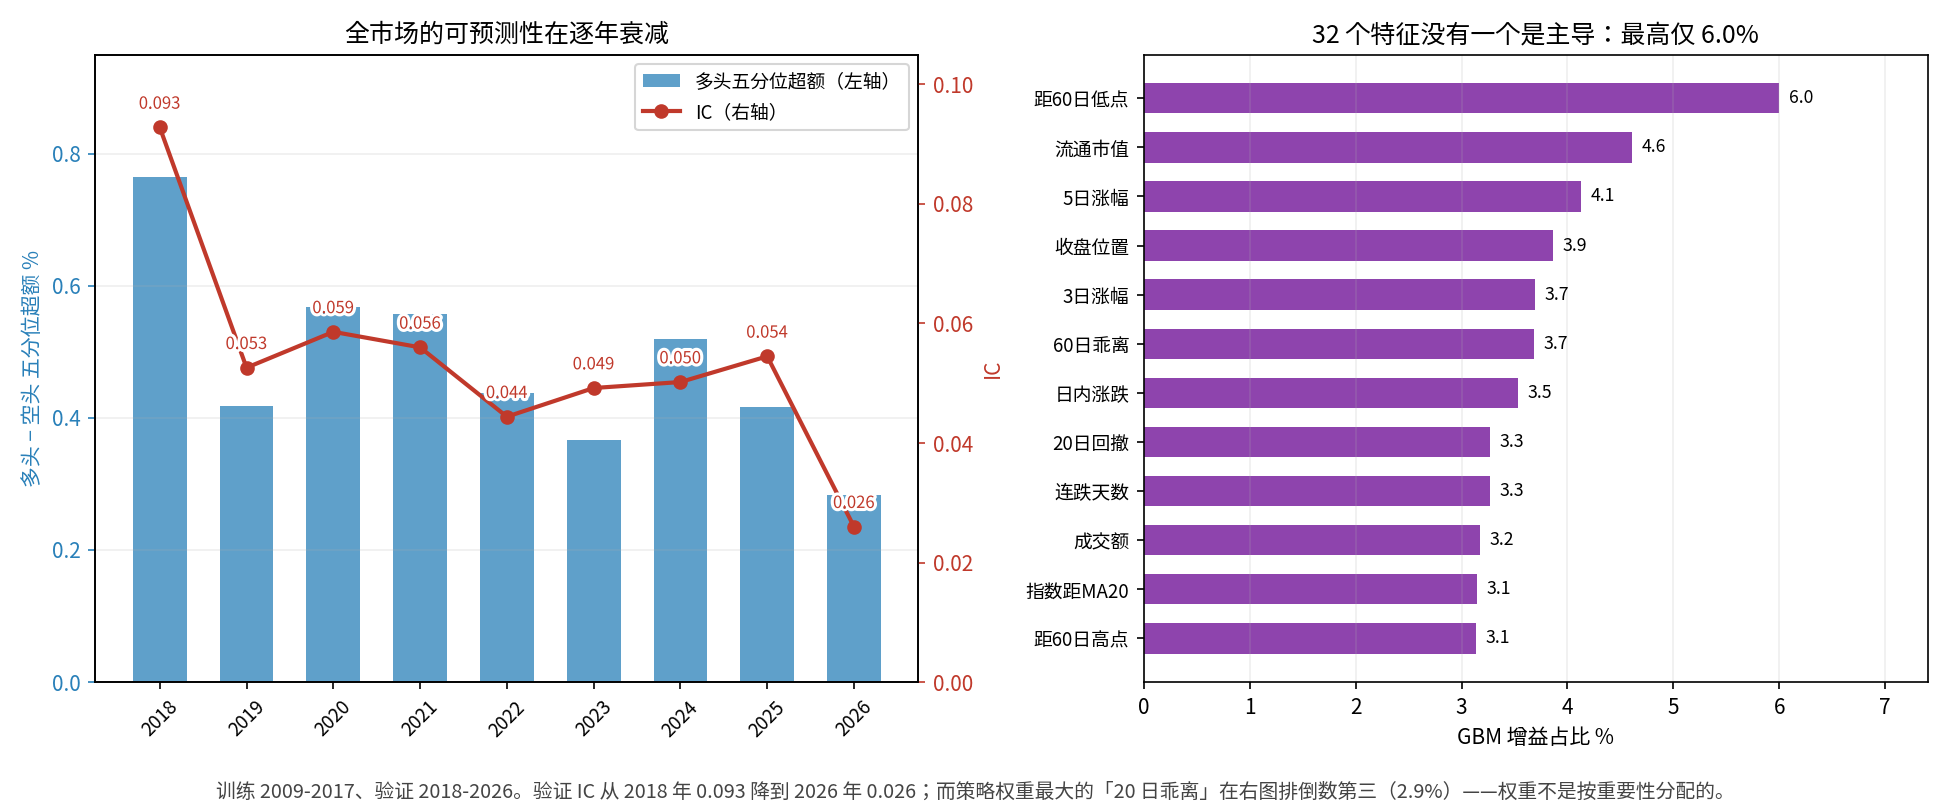 全市场的可预测性在逐年衰减
多头五分位超额（左轴）
IC（右轴）
多头 − 空头 五分位超额 %
0.8
0.6
0.4
0.2
0.0
0.093
0.053
0.059
0.056
0.044
0.049
0.050
0.054
0.026
0.10
0.08
0.06
0.04
0.02
0.00
IC
2018
2019
2020
2021
2022
2023
2024
2025
2026
32 个特征没有一个是主导：最高仅 6.0%
距60日低点 6.0
流通市值 4.6
5日涨幅 4.1
收盘位置 3.9
3日涨幅 3.7
60日乖离 3.7
日内涨跌 3.5
20日回撤 3.3
连跌天数 3.3
成交额 3.2
指数距MA20 3.1
距60日高点 3.1
0 1 2 3 4 5 6 7
GBM 增益占比 %
训练 2009-2017、验证 2018-2026。验证 IC 从 2018 年 0.093 降到 2026 年 0.026；而策略权重最大的「20 日乖离」在右图排倒数第三（2.9%）——权重不是按重要性分配的。